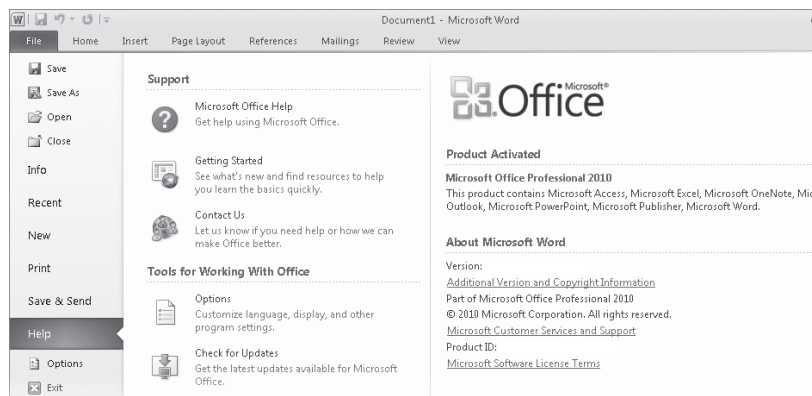 Document1 - Microsoft Word
File Home Insert Page Layout References Mailings Review View
Save
Save As
Open
Close
Info
Recent
New
Print
Save & Send
Help
Options
Exit
Support
Microsoft Office Help
Get help using Microsoft Office.
Getting Started
See what's new and find resources to help
you learn the basics quickly.
Contact Us
Let us know if you need help or how we can
make Office better.
Tools for Working With Office
Options
Customize language, display, and other
program settings.
Check for Updates
Get the latest updates available for Microsoft
Office.
Microsoft®
Office
Product Activated
Microsoft Office Professional 2010
This product contains Microsoft Access, Microsoft Excel, Microsoft OneNote,
Outlook, Microsoft PowerPoint, Microsoft Publisher, Microsoft Word.
About Microsoft Word
Version:
Additional Version and Copyright Information
Part of Microsoft Office Professional 2010
© 2010 Microsoft Corporation. All rights reserved.
Microsoft Customer Services and Support
Product ID:
Microsoft Software License Terms